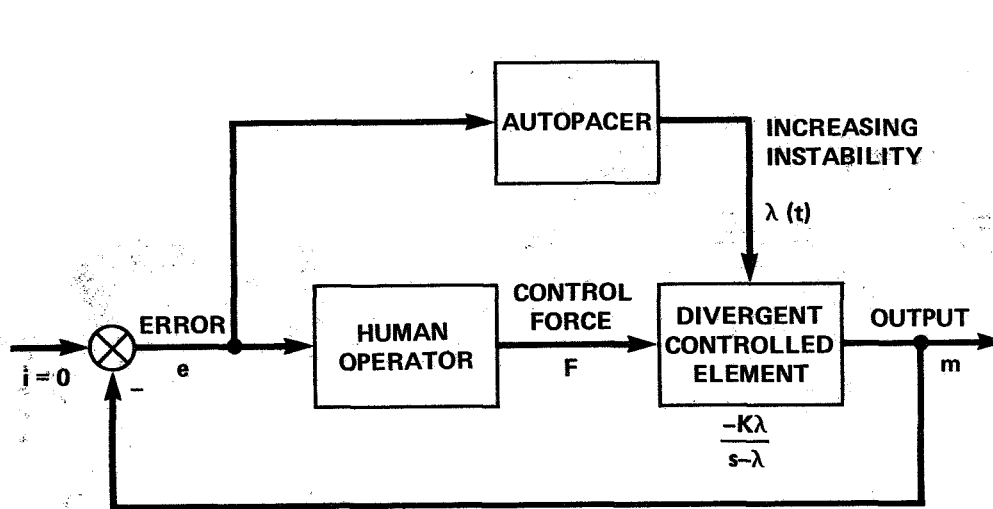 AUTOPACER
INCREASING
INSTABILITY
λ (t)
ERROR
e
i = 0
−
HUMAN
OPERATOR
CONTROL
FORCE
F
DIVERGENT
CONTROLLED
ELEMENT
−Kλ
s−λ
OUTPUT
m